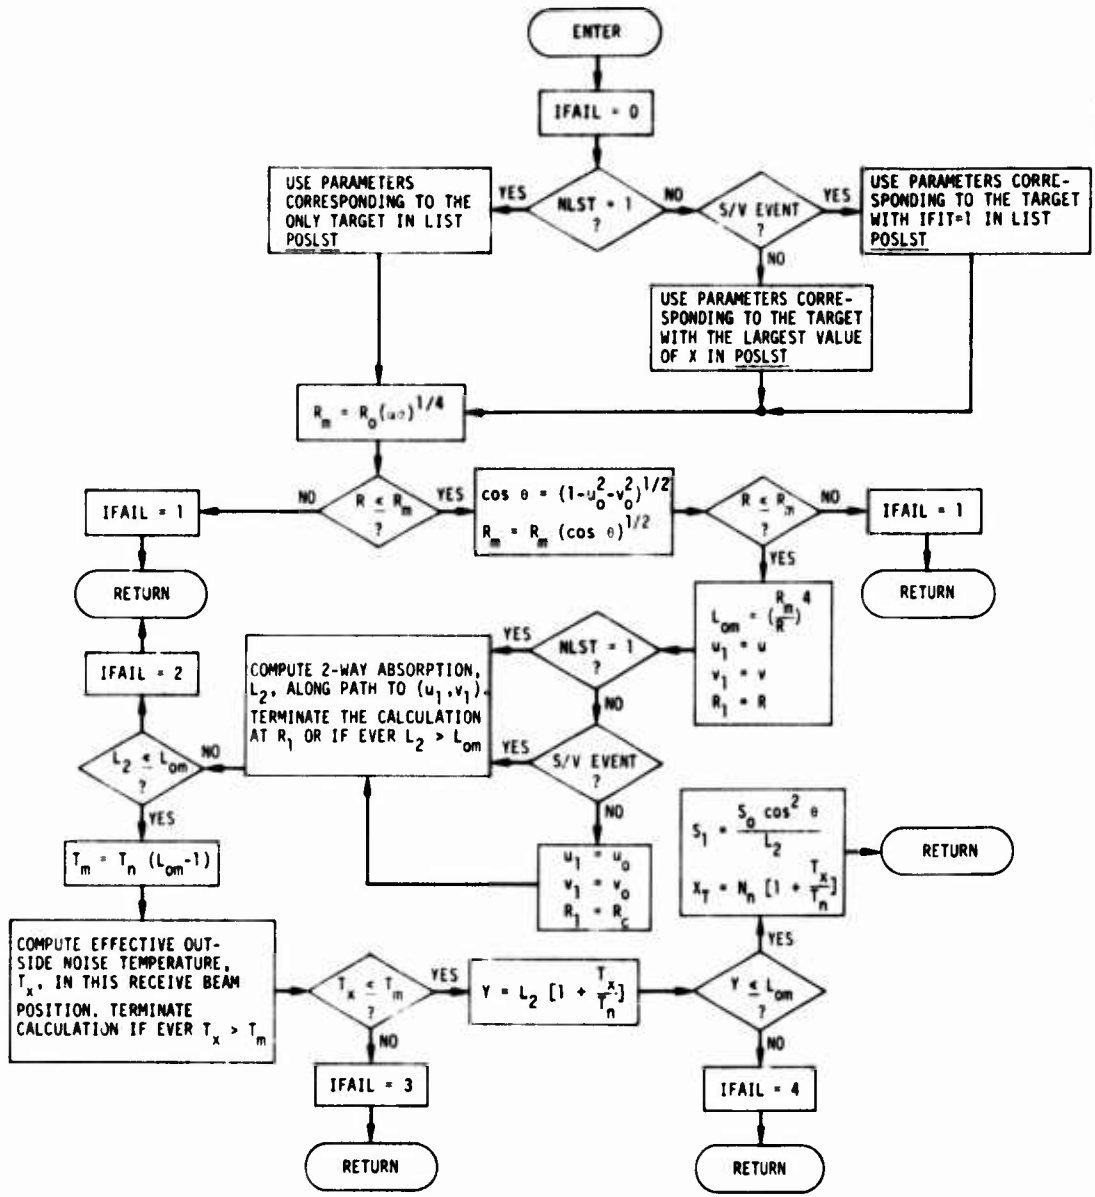 ENTER
IFAIL = 0
USE PARAMETERS
CORRESPONDING TO THE
ONLY TARGET IN LIST
POSLST
YES
NLST = 1
?
NO
S/V EVENT
?
YES
USE PARAMETERS CORRE-
SPONDING TO THE TARGET
WITH IFIT=1 IN LIST
POSLST
NO
USE PARAMETERS CORRE-
SPONDING TO THE TARGET
WITH THE LARGEST VALUE
OF X IN POSLST
R_m = R_o(ασ)^1/4
IFAIL = 1
NO
R ≤ R_m
?
YES
cos θ = (1-u_o^2-v_o^2)^1/2
R_m = R_m (cos θ)^1/2
R ≤ R_m
?
NO
IFAIL = 1
RETURN
YES
RETURN
L_om = (R_m/R)^4
u_1 = u
v_1 = v
R_1 = R
NLST = 1
?
YES
NO
COMPUTE 2-WAY ABSORPTION,
L_2, ALONG PATH TO (u_1,v_1).
TERMINATE THE CALCULATION
AT R_1 OR IF EVER L_2 > L_om
IFAIL = 2
S/V EVENT
?
YES
NO
L_2 ≤ L_om
?
NO
YES
u_1 = u_o
v_1 = v_o
R_1 = R_c
T_m = T_n (L_om-1)
S_1 = S_o cos^2 θ / L_2
X_T = N_n [1 + T_x/T_n]
RETURN
COMPUTE EFFECTIVE OUT-
SIDE NOISE TEMPERATURE,
T_x, IN THIS RECEIVE BEAM
POSITION. TERMINATE
CALCULATION IF EVER T_x > T_m
T_x ≤ T_m
?
YES
Y = L_2 [1 + T_x/T_n]
Y ≤ L_om
?
YES
NO
NO
IFAIL = 3
IFAIL = 4
RETURN
RETURN